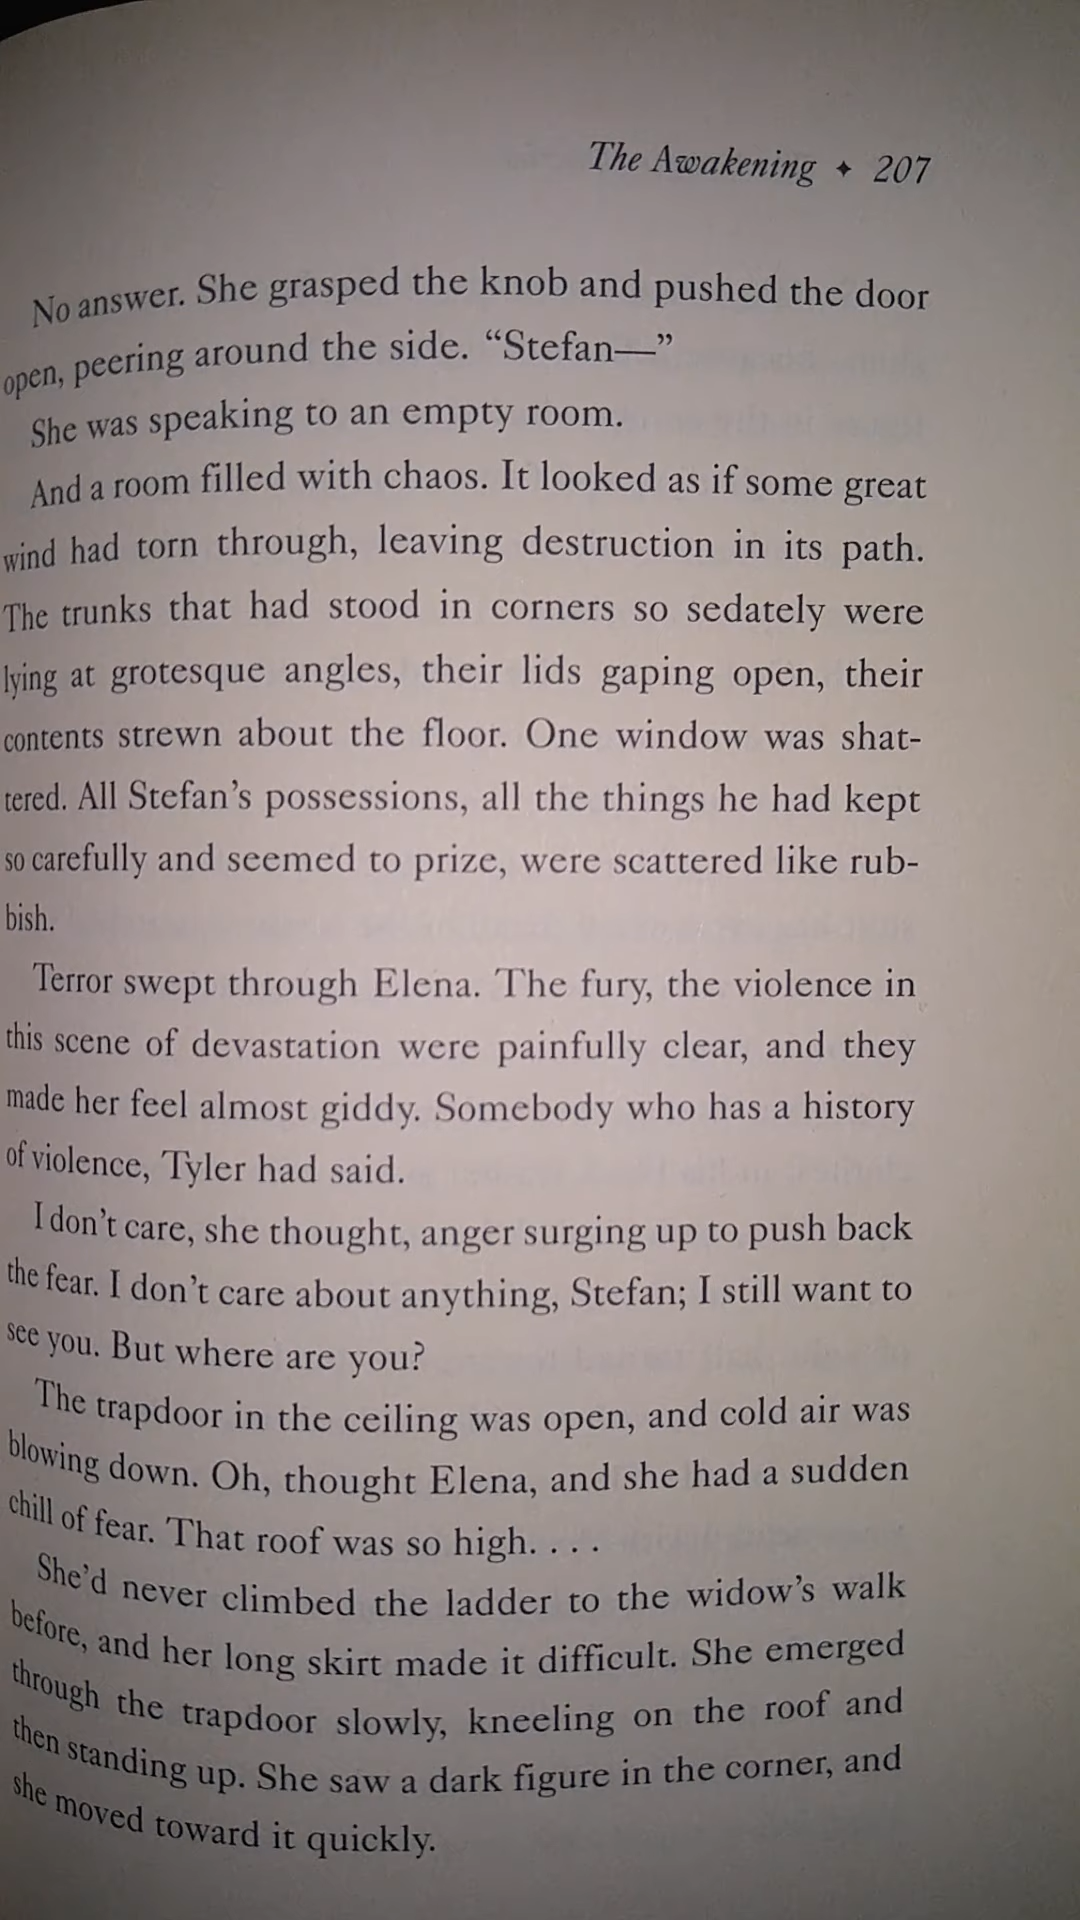 The Awakening ✦ 207
No answer. She grasped the knob and pushed the door
open, peering around the side. “Stefan—”
She was speaking to an empty room.
And a room filled with chaos. It looked as if some great
wind had torn through, leaving destruction in its path.
The trunks that had stood in corners so sedately were
lying at grotesque angles, their lids gaping open, their
contents strewn about the floor. One window was shat-
tered. All Stefan’s possessions, all the things he had kept
so carefully and seemed to prize, were scattered like rub-
bish.
Terror swept through Elena. The fury, the violence in
this scene of devastation were painfully clear, and they
made her feel almost giddy. Somebody who has a history
of violence, Tyler had said.
I don’t care, she thought, anger surging up to push back
the fear. I don’t care about anything, Stefan; I still want to
see you. But where are you?
The trapdoor in the ceiling was open, and cold air was
blowing down. Oh, thought Elena, and she had a sudden
chill of fear. That roof was so high. . . .
She’d never climbed the ladder to the widow’s walk
before, and her long skirt made it difficult. She emerged
through the trapdoor slowly, kneeling on the roof and
then standing up. She saw a dark figure in the corner, and
she moved toward it quickly.